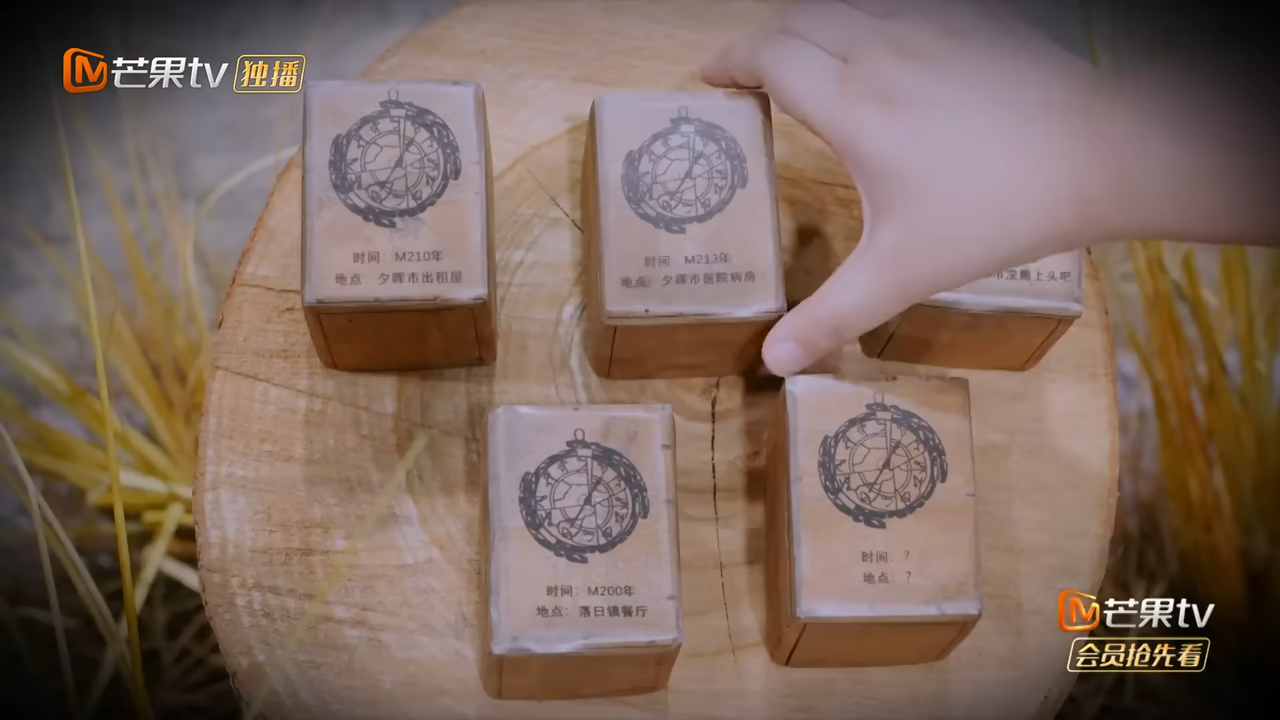 芒果tv 独播
时间：M210年
地点：夕晖市出租屋
时间：M213年
地点：夕晖市医院病房
上头吧
时间：M200年
地点：落日镇餐厅
时间：？
地点：？
芒果tv
会员抢先看